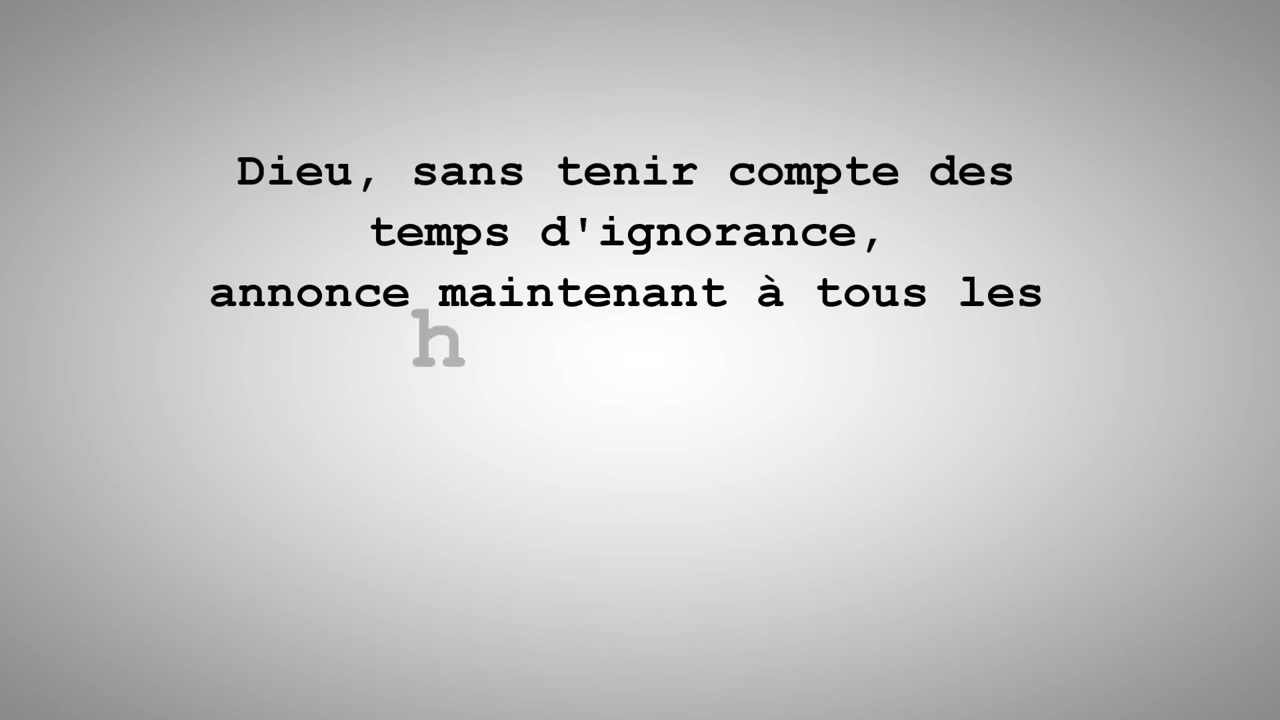 Dieu, sans tenir compte des
temps d'ignorance,
annonce maintenant à tous les
h